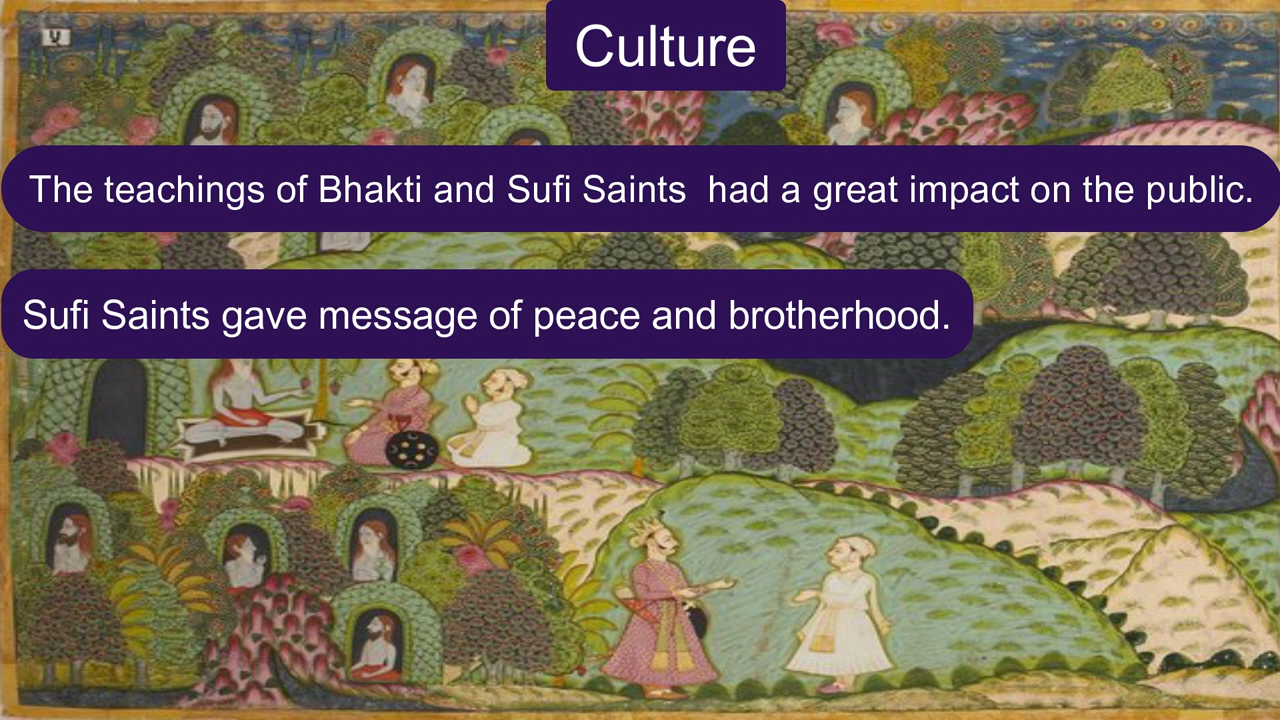 Culture
The teachings of Bhakti and Sufi Saints  had a great impact on the public.
Sufi Saints gave message of peace and brotherhood.